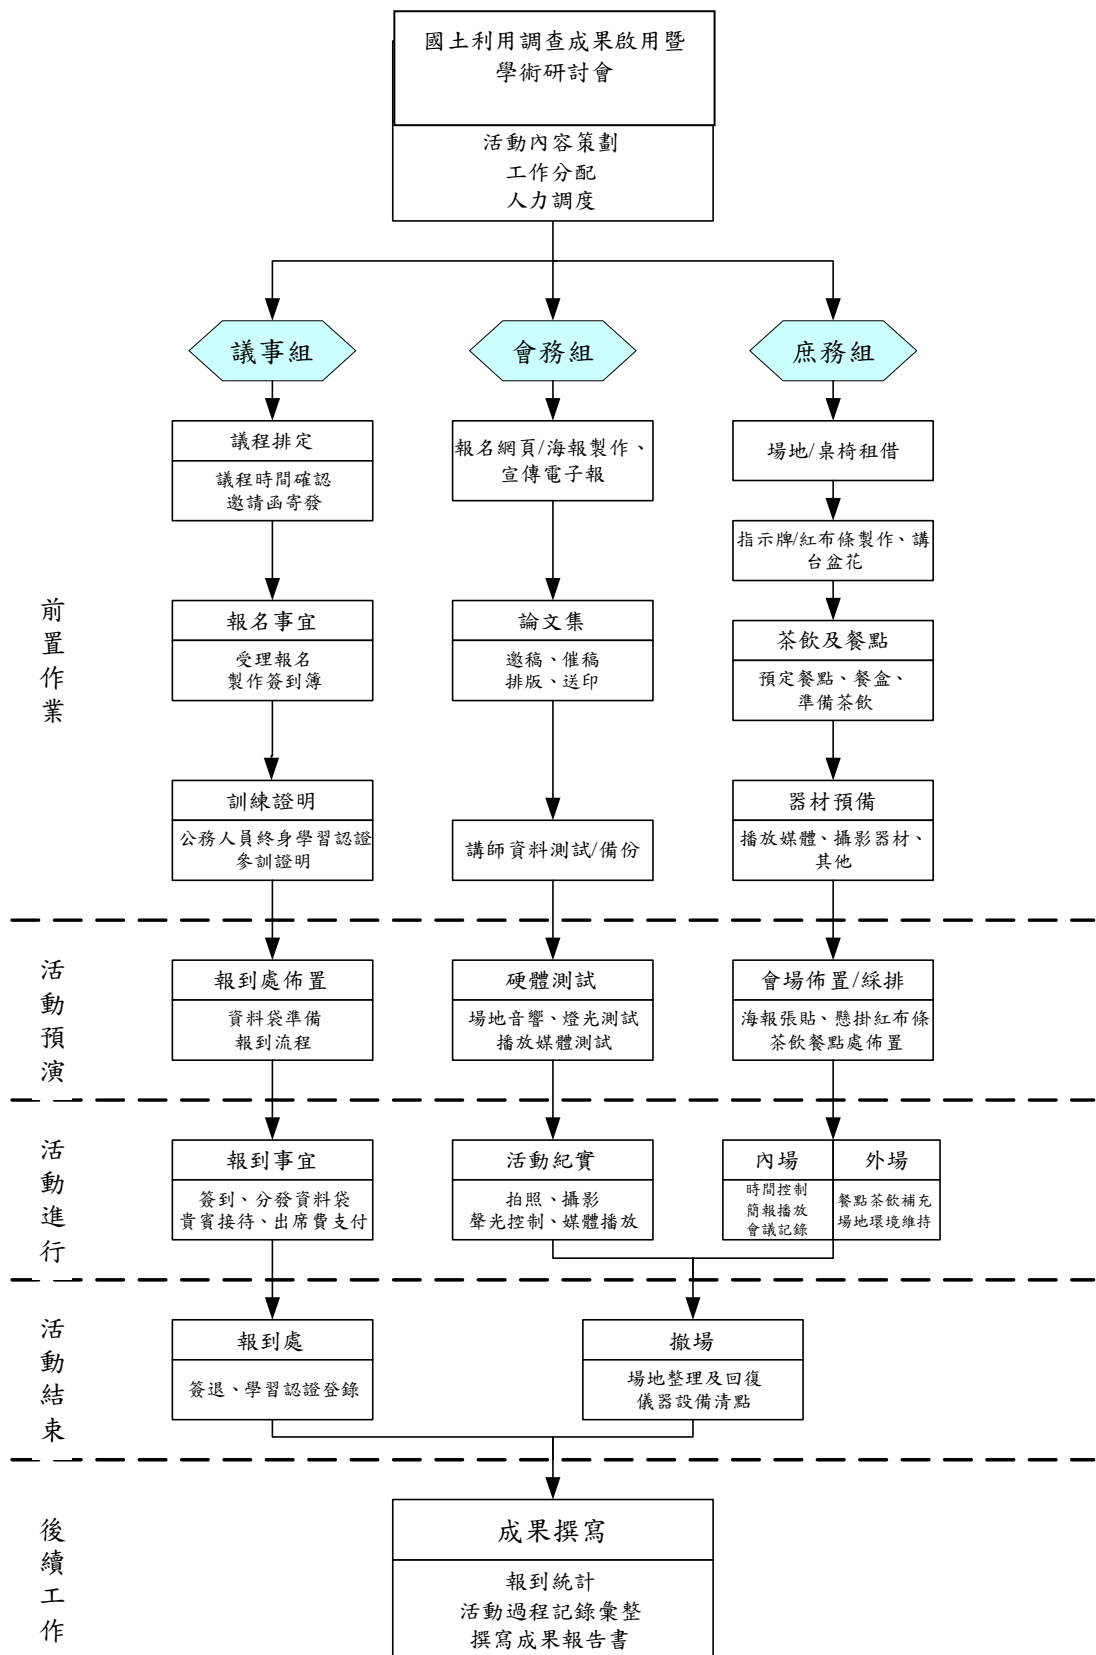 國土利用調查成果啟用暨
學術研討會
活動內容策劃
工作分配
人力調度
議事組
會務組
庶務組
前置作業
議程排定
議程時間確認
邀請函寄發
報名網頁/海報製作、
宣傳電子報
場地/桌椅租借
指示牌/紅布條製作、講
台盆花
報名事宜
受理報名
製作簽到簿
論文集
邀稿、催稿
排版、送印
茶飲及餐點
預定餐點、餐盒、
準備茶飲
訓練證明
公務人員終身學習認證
參訓證明
講師資料測試/備份
器材預備
播放媒體、攝影器材、
其他
活動預演
報到處佈置
資料袋準備
報到流程
硬體測試
場地音響、燈光測試
播放媒體測試
會場佈置/綵排
海報張貼、懸掛紅布條
茶飲餐點處佈置
活動進行
報到事宜
簽到、分發資料袋
貴賓接待、出席費支付
活動紀實
拍照、攝影
聲光控制、媒體播放
內場
時間控制
簡報播放
會議記錄
外場
餐點茶飲補充
場地環境維持
活動結束
報到處
簽退、學習認證登錄
撤場
場地整理及回復
儀器設備清點
後續工作
成果撰寫
報到統計
活動過程記錄彙整
撰寫成果報告書